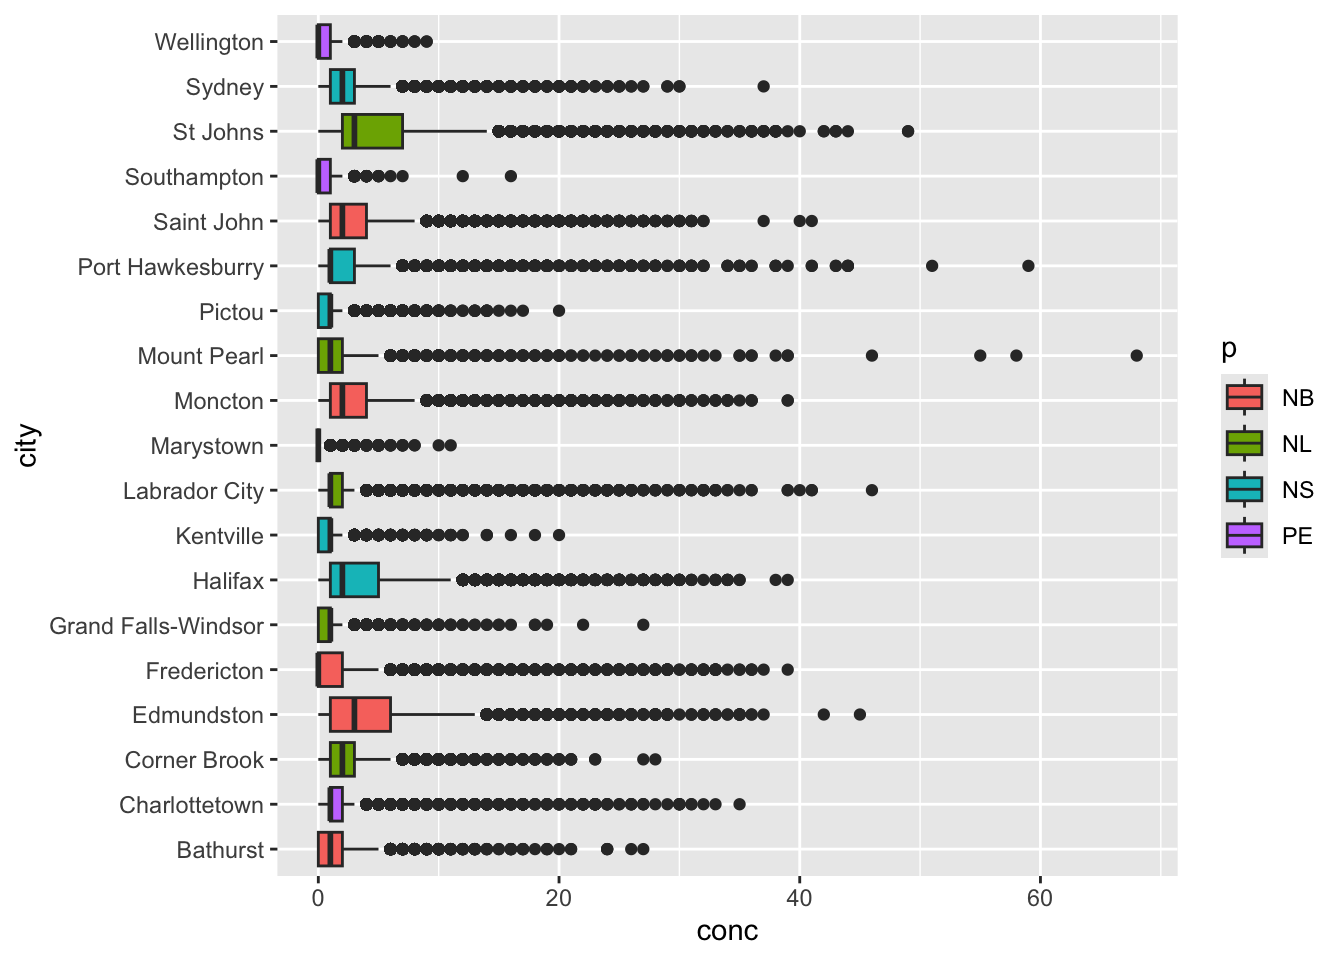 Wellington
Sydney
St Johns
Southampton
Saint John
Port Hawkesburry
Pictou
Mount Pearl
Moncton
Marystown
Labrador City
Kentville
Halifax
Grand Falls-Windsor
Fredericton
Edmundston
Corner Brook
Charlottetown
Bathurst
city
0 20 40 60
conc
p
NB
NL
NS
PE